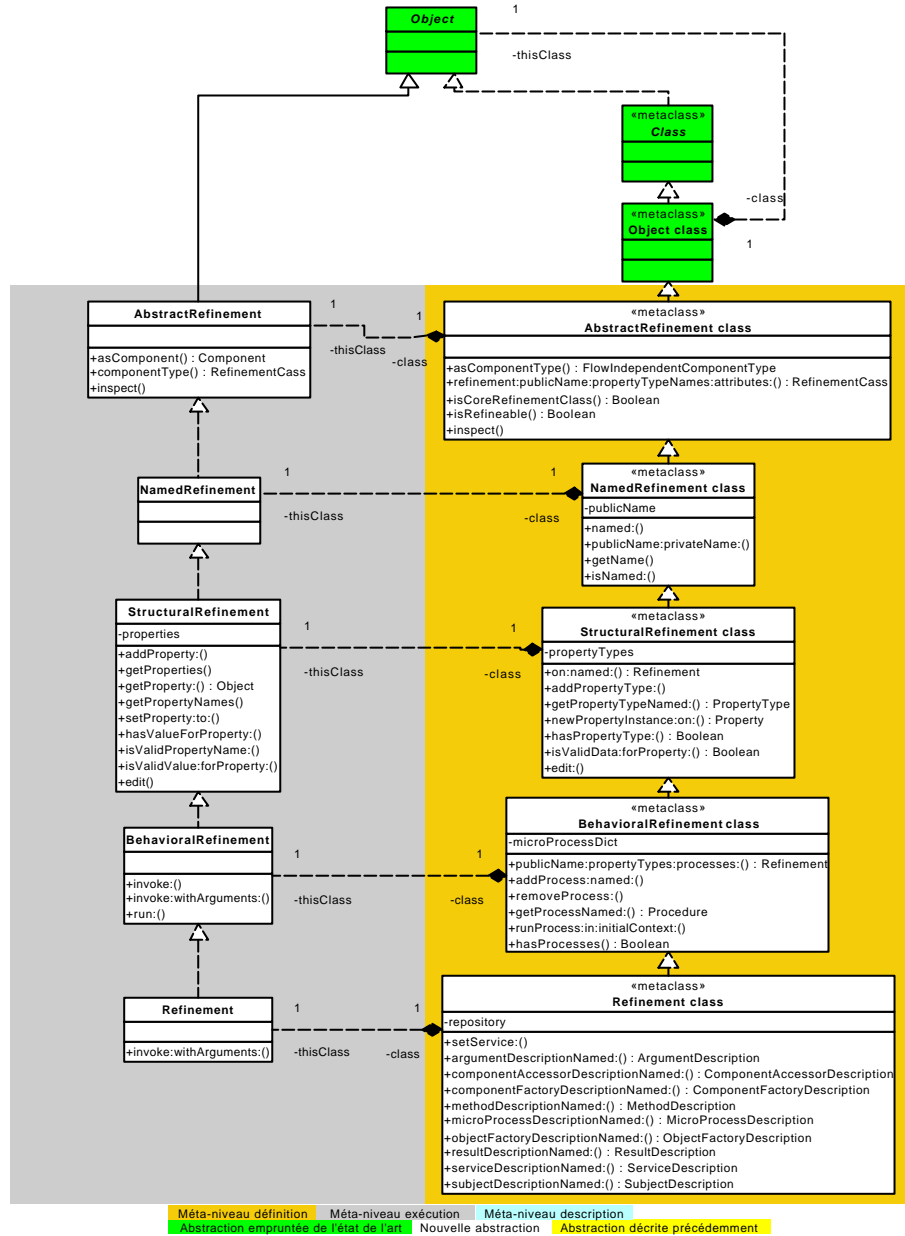 Object
1
-thisClass
«metaclass»
Class
-class
«metaclass»
Object class
1
AbstractRefinement
+asComponent() : Component
+componentType() : RefinementCass
+inspect()
1
-thisClass
1
-class
«metaclass»
AbstractRefinement class
+asComponentType() : FlowIndependentComponentType
+refinement:publicName:propertyTypeNames:attributes:() : RefinementCass
+isCoreRefinementClass() : Boolean
+isRefineable() : Boolean
+inspect()
NamedRefinement
1
-thisClass
1
-class
«metaclass»
NamedRefinement class
-publicName
+named:()
+publicName:privateName:()
+getName()
+isNamed:()
StructuralRefinement
-properties
+addProperty:()
+getProperties()
+getProperty:() : Object
+getPropertyNames()
+setProperty:to:()
+hasValueForProperty:()
+isValidPropertyName:()
+isValidValue:forProperty:()
+edit()
1
-thisClass
1
-class
«metaclass»
StructuralRefinement class
-propertyTypes
+on:named:() : Refinement
+addPropertyType:()
+getPropertyTypeNamed:() : PropertyType
+newPropertyInstance:on:() : Property
+hasPropertyType:() : Boolean
+isValidData:forProperty:() : Boolean
+edit:()
BehavioralRefinement
+invoke:()
+invoke:withArguments:()
+run:()
1
-thisClass
1
-class
«metaclass»
BehavioralRefinement class
-microProcessDict
+publicName:propertyTypes:processes:() : Refinement
+addProcess:named:()
+removeProcess:()
+getProcessNamed:() : Procedure
+runProcess:in:initialContext:()
+hasProcesses() : Boolean
Refinement
+invoke:withArguments:()
1
-thisClass
1
-class
«metaclass»
Refinement class
-repository
+setService:()
+argumentDescriptionNamed:() : ArgumentDescription
+componentAccessorDescriptionNamed:() : ComponentAccessorDescription
+componentFactoryDescriptionNamed:() : ComponentFactoryDescription
+methodDescriptionNamed:() : MethodDescription
+microProcessDescriptionNamed:() : MicroProcessDescription
+objectFactoryDescriptionNamed:() : ObjectFactoryDescription
+resultDescriptionNamed:() : ResultDescription
+serviceDescriptionNamed:() : ServiceDescription
+subjectDescriptionNamed:() : SubjectDescription
Méta-niveau définition Méta-niveau exécution Méta-niveau description
Abstraction empruntée de l'état de l'art Nouvelle abstraction Abstraction décrite précédemment